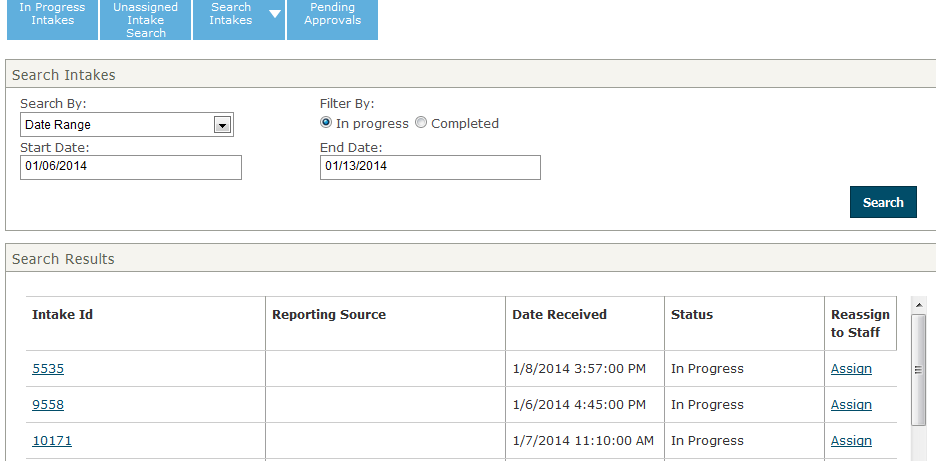 In Progress
Intakes
Unassigned
Intake
Search
Search
Intakes
Pending
Approvals
Search Intakes
Search By:
Filter By:
Date Range
In progress
Completed
Start Date:
End Date:
01/06/2014
01/13/2014
Search
Search Results
Intake Id
Reporting Source
Date Received
Status
Reassign
to Staff
5535
1/8/2014 3:57:00 PM
In Progress
Assign
9558
1/6/2014 4:45:00 PM
In Progress
Assign
10171
1/7/2014 11:10:00 AM
In Progress
Assign